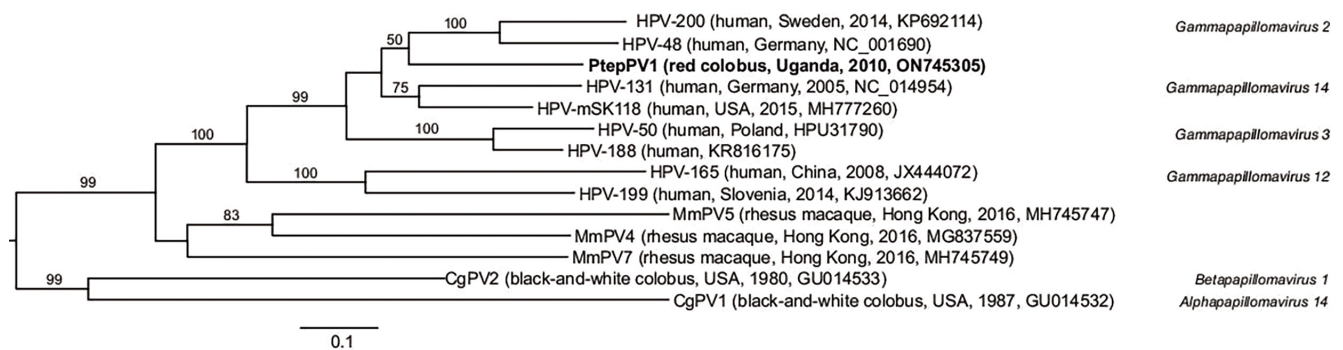 100 HPV-200 (human, Sweden, 2014, KP692114) Gammapapillomavirus 2
50 HPV-48 (human, Germany, NC_001690)
PtepPV1 (red colobus, Uganda, 2010, ON745305)
75 HPV-131 (human, Germany, 2005, NC_014954) Gammapapillomavirus 14
99 HPV-mSK118 (human, USA, 2015, MH777260)
100 HPV-50 (human, Poland, HPU31790) Gammapapillomavirus 3
100 HPV-188 (human, KR816175)
100 HPV-165 (human, China, 2008, JX444072) Gammapapillomavirus 12
99 HPV-199 (human, Slovenia, 2014, KJ913662)
83 MmPV5 (rhesus macaque, Hong Kong, 2016, MH745747)
MmPV4 (rhesus macaque, Hong Kong, 2016, MG837559)
MmPV7 (rhesus macaque, Hong Kong, 2016, MH745749)
99 CgPV2 (black-and-white colobus, USA, 1980, GU014533) Betapapillomavirus 1
CgPV1 (black-and-white colobus, USA, 1987, GU014532) Alphapapillomavirus 14
0.1